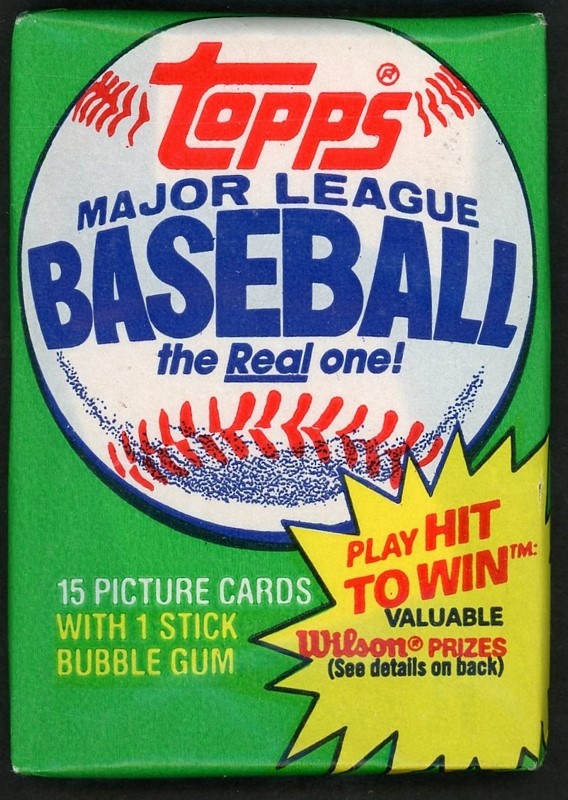 TOPPS®
MAJOR LEAGUE
BASEBALL
the Real one!
PLAY HIT
TO WIN™:
VALUABLE
Wilson® PRIZES
(See details on back)
15 PICTURE CARDS
WITH 1 STICK
BUBBLE GUM